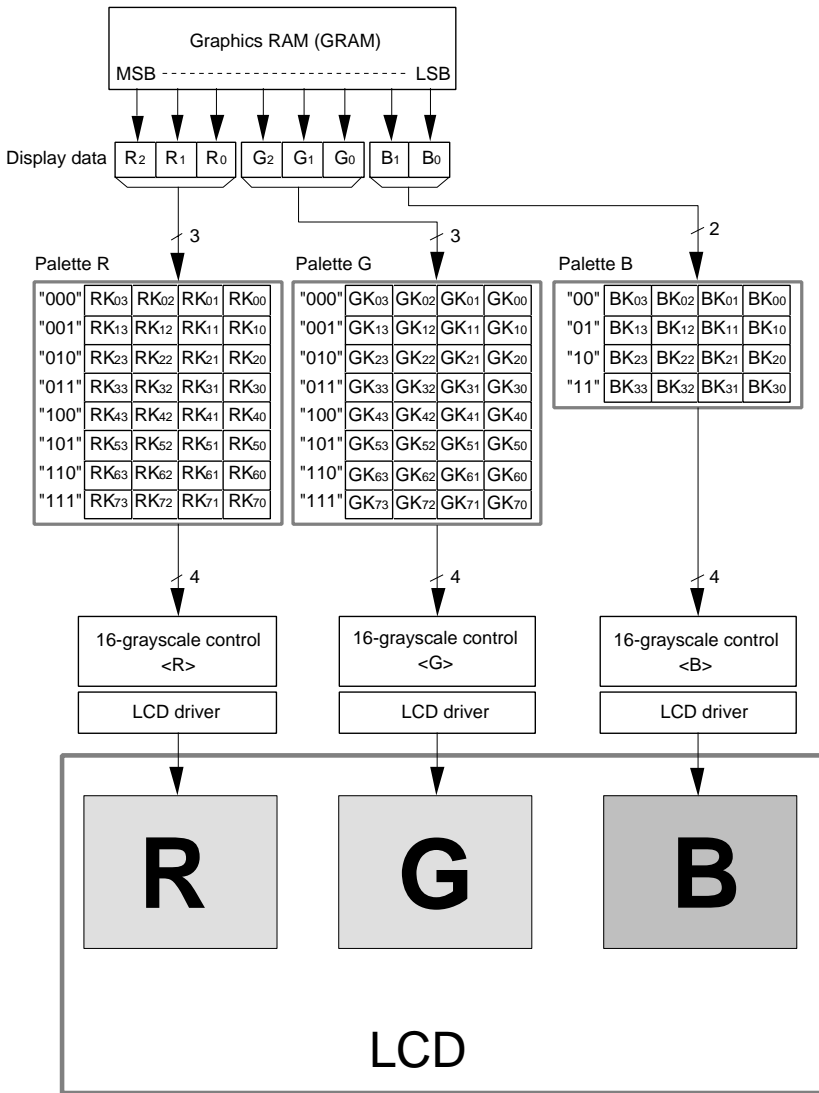 Graphics RAM (GRAM)
MSB ---------------------------- LSB
Display data R2 R1 R0 G2 G1 G0 B1 B0
3 3 2
Palette R Palette G Palette B
"000" RK03 RK02 RK01 RK00 "000" GK03 GK02 GK01 GK00 "00" BK03 BK02 BK01 BK00
"001" RK13 RK12 RK11 RK10 "001" GK13 GK12 GK11 GK10 "01" BK13 BK12 BK11 BK10
"010" RK23 RK22 RK21 RK20 "010" GK23 GK22 GK21 GK20 "10" BK23 BK22 BK21 BK20
"011" RK33 RK32 RK31 RK30 "011" GK33 GK32 GK31 GK30 "11" BK33 BK32 BK31 BK30
"100" RK43 RK42 RK41 RK40 "100" GK43 GK42 GK41 GK40
"101" RK53 RK52 RK51 RK50 "101" GK53 GK52 GK51 GK50
"110" RK63 RK62 RK61 RK60 "110" GK63 GK62 GK61 GK60
"111" RK73 RK72 RK71 RK70 "111" GK73 GK72 GK71 GK70
4 4 4
16-grayscale control 16-grayscale control 16-grayscale control
<R> <G> <B>
LCD driver LCD driver LCD driver
R G B
LCD